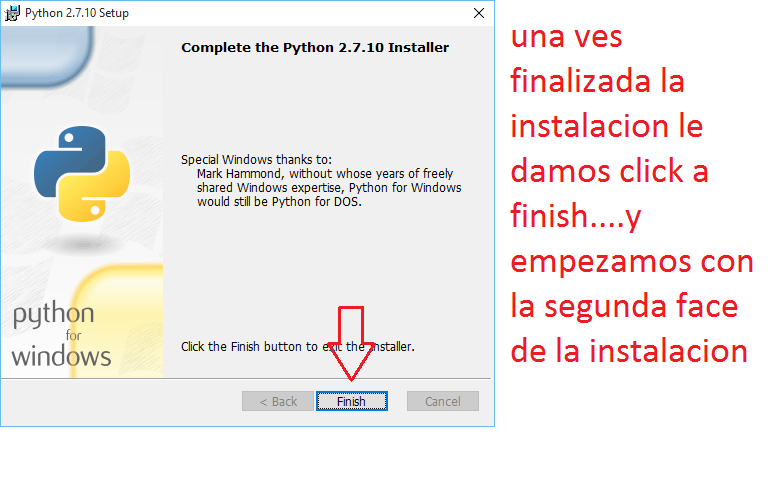 Python 2.7.10 Setup
Complete the Python 2.7.10 Installer
Special Windows thanks to:
Mark Hammond, without whose years of freely
shared Windows expertise, Python for Windows
would still be Python for DOS.
python
for
windows
Click the Finish button to exit the Installer.
< Back
Finish
Cancel
una ves
finalizada la
instalacion le
damos click a
finish....y
empezamos con
la segunda face
de la instalacion